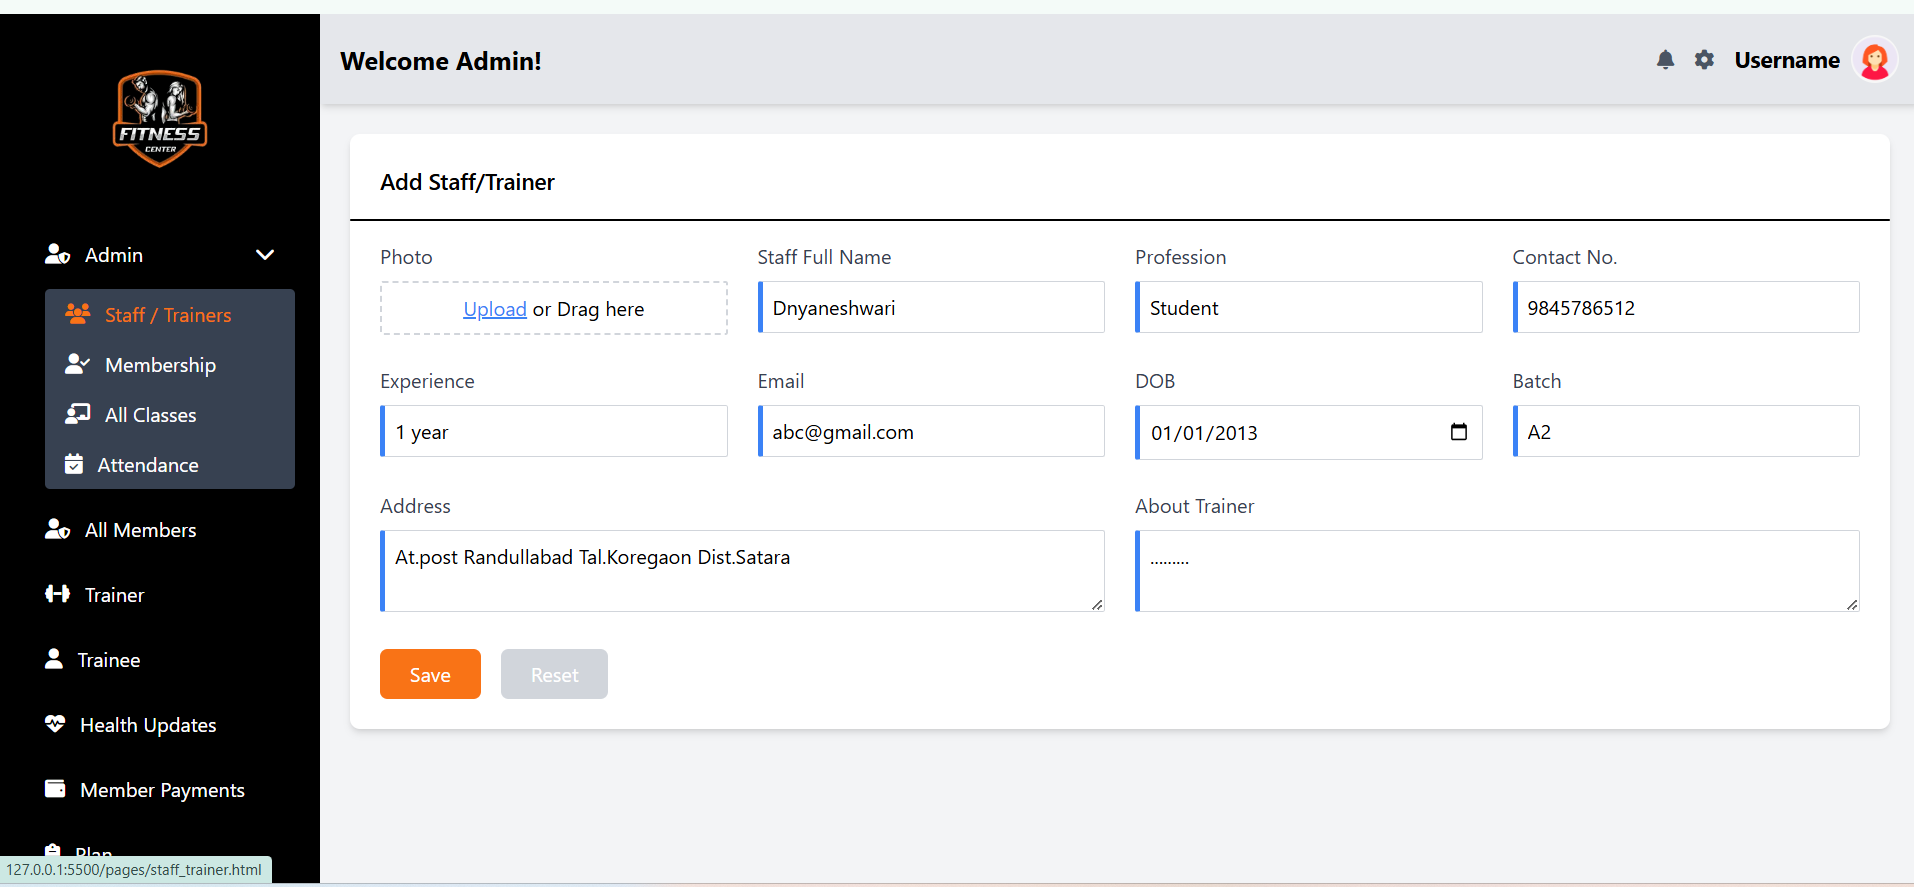 FITNESS
CENTER
Admin
Staff / Trainers
Membership
All Classes
Attendance
All Members
Trainer
Trainee
Health Updates
Member Payments
Plan
127.0.0.1:5500/pages/staff_trainer.html
Welcome Admin!
Username
Add Staff/Trainer
Photo
Upload or Drag here
Staff Full Name
Dnyaneshwari
Profession
Student
Contact No.
9845786512
Experience
1 year
Email
abc@gmail.com
DOB
01/01/2013
Batch
A2
Address
At.post Randullabad Tal.Koregaon Dist.Satara
About Trainer
.........
Save
Reset